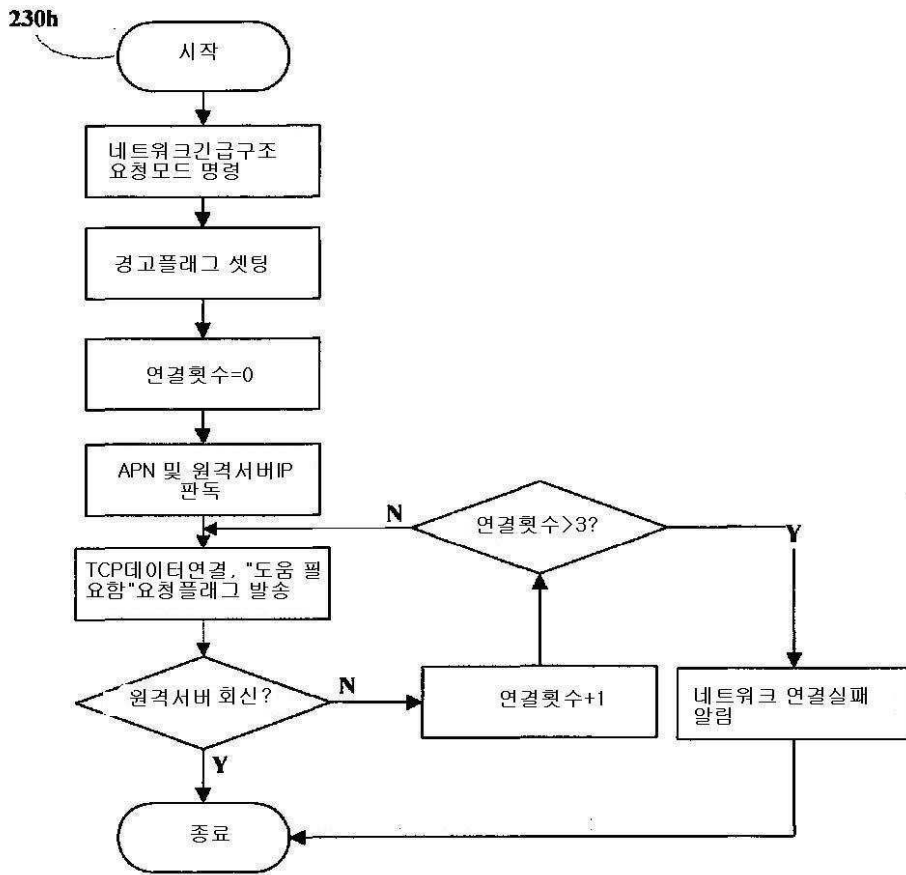 230h
시작
네트워크긴급구조
요청모드 명령
경고플래그 셋팅
연결횟수=0
APN 및 원격서버IP
판독
N
연결횟수>3?
Y
TCP데이터연결, "도움 필
요함"요청플래그 발송
원격서버 회신?
N
연결횟수+1
네트워크 연결실패
알림
Y
종료